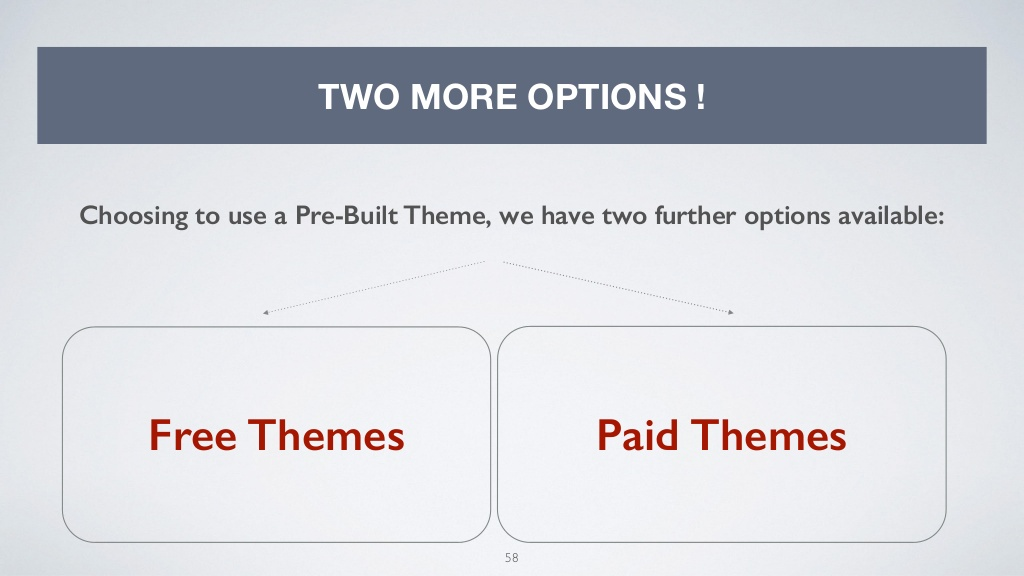 TWO MORE OPTIONS !
Choosing to use a Pre-Built Theme, we have two further options available:
Free Themes
Paid Themes
58